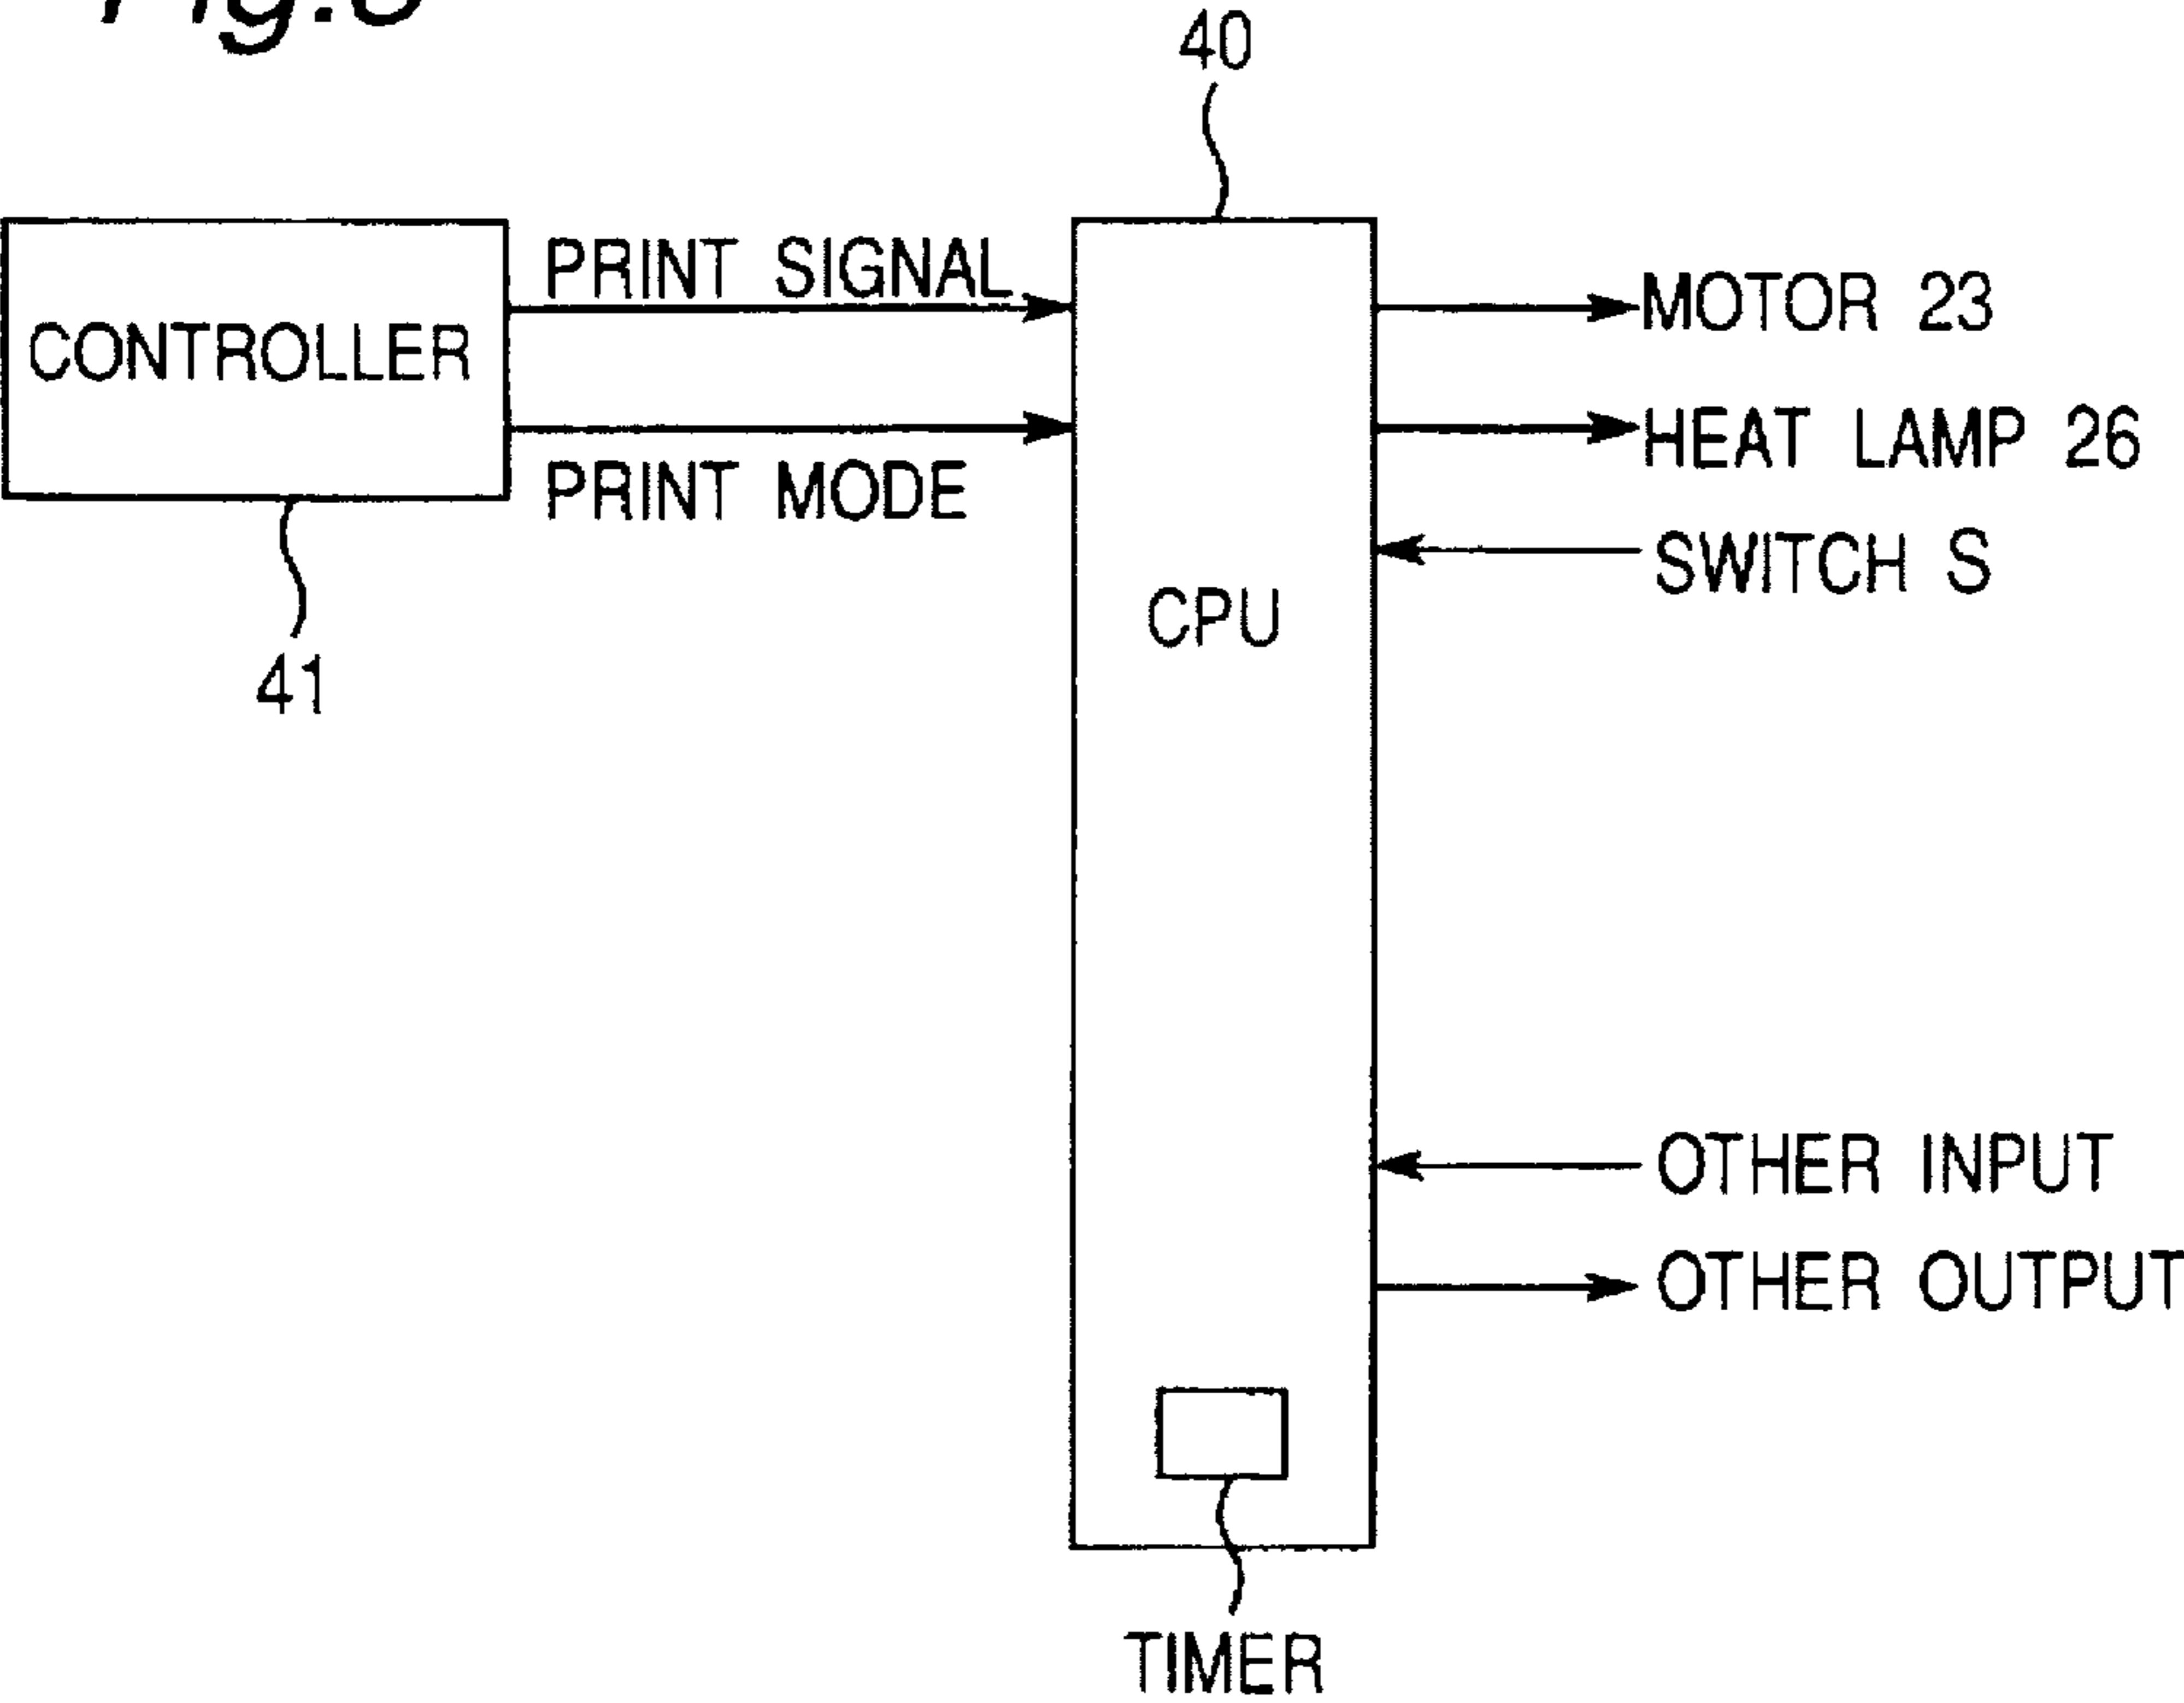 40
PRINT SIGNAL
CONTROLLER
PRINT MODE
41
CPU
MOTOR 23
HEAT LAMP 26
SWITCH S
OTHER INPUT
OTHER OUTPUT
TIMER